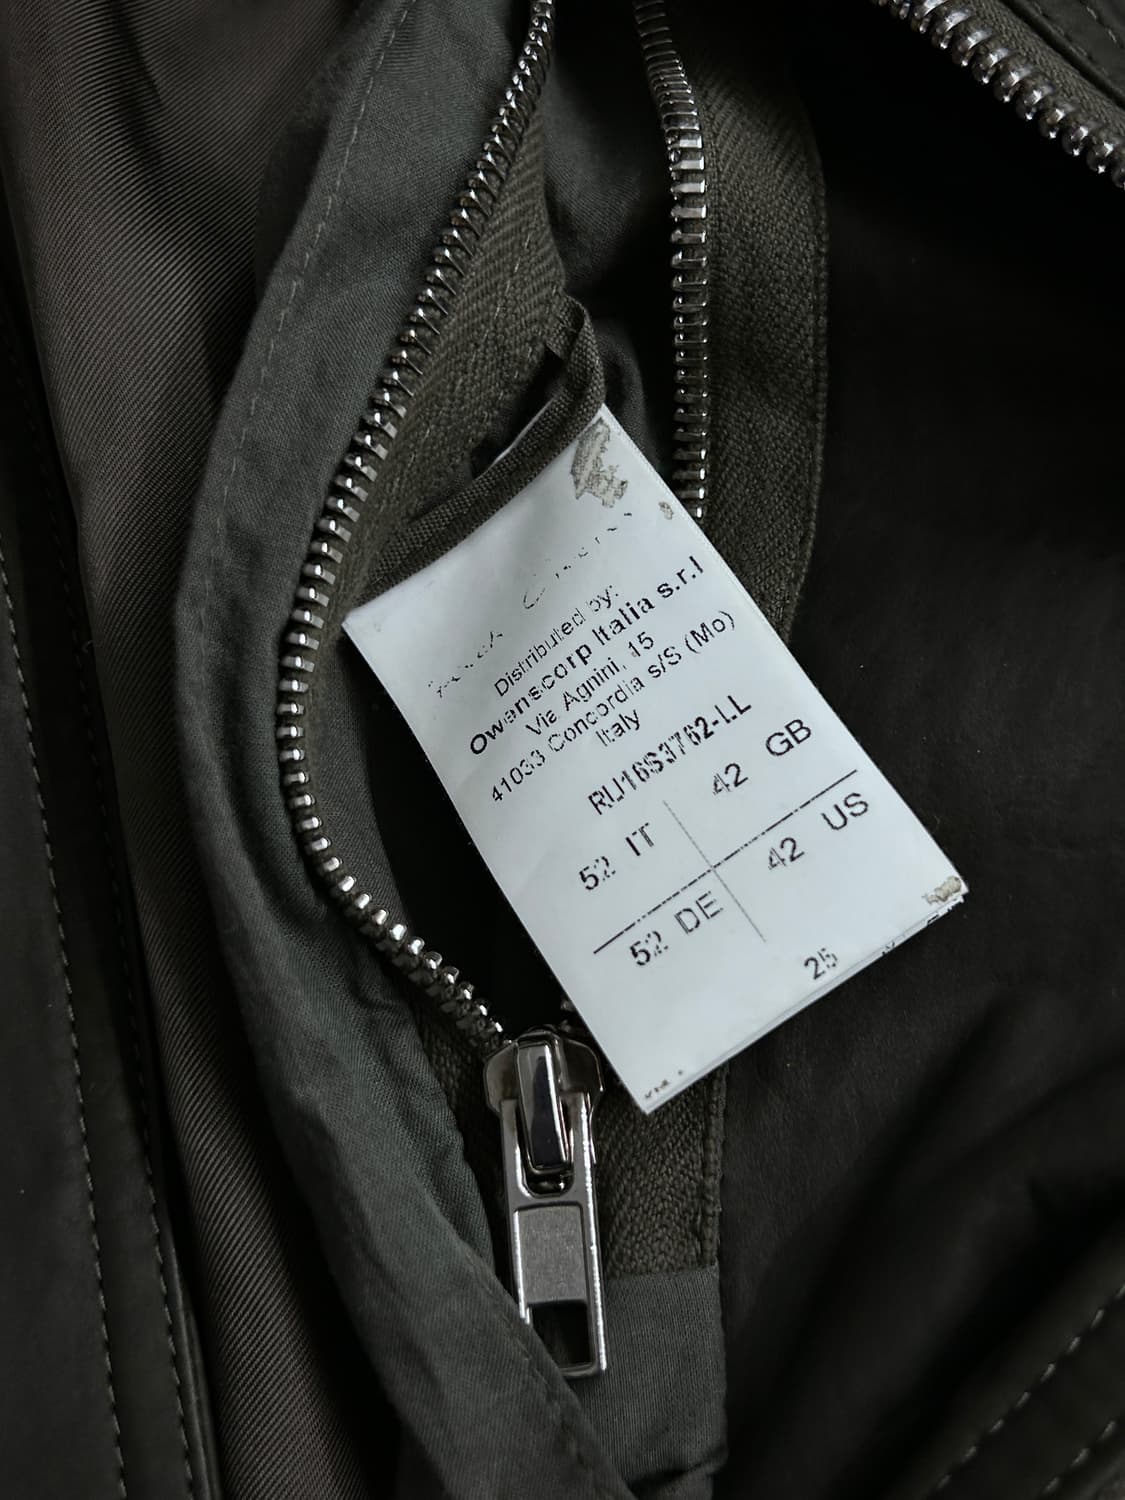 Distributed by:
Owenscorp Italia s.r.l
Via Agnini, 15
41033 Concordia s/S (Mo)
Italy
RU16S3762-LL
52 IT 42 GB
52 DE 42 US
25